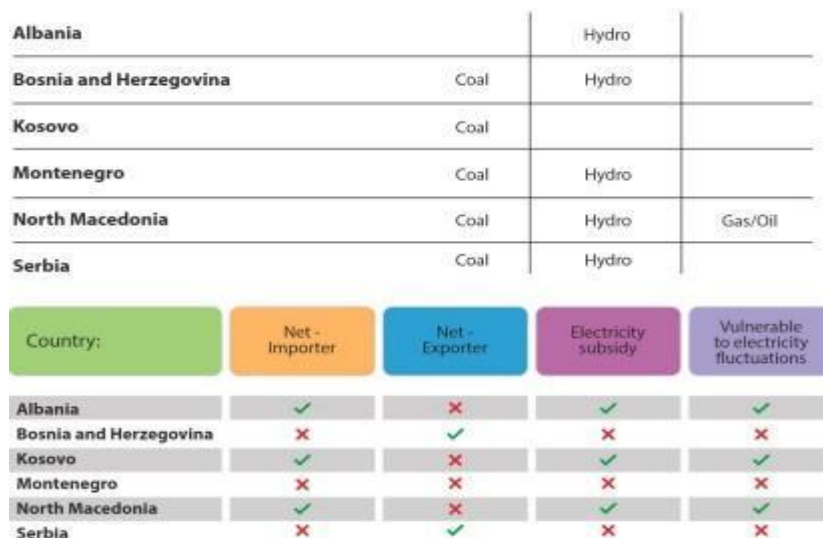 Albania Hydro
Bosnia and Herzegovina Coal Hydro
Kosovo Coal
Montenegro Coal Hydro
North Macedonia Coal Hydro Gas/Oil
Serbia Coal Hydro
Country:
Net -
Importer
Net -
Exporter
Electricity
subsidy
Vulnerable
to electricity
fluctuations
Albania ✓ ✗ ✓ ✓
Bosnia and Herzegovina ✗ ✓ ✗ ✗
Kosovo ✓ ✗ ✓ ✓
Montenegro ✗ ✗ ✗ ✗
North Macedonia ✓ ✗ ✓ ✓
Serbia ✗ ✓ ✗ ✗